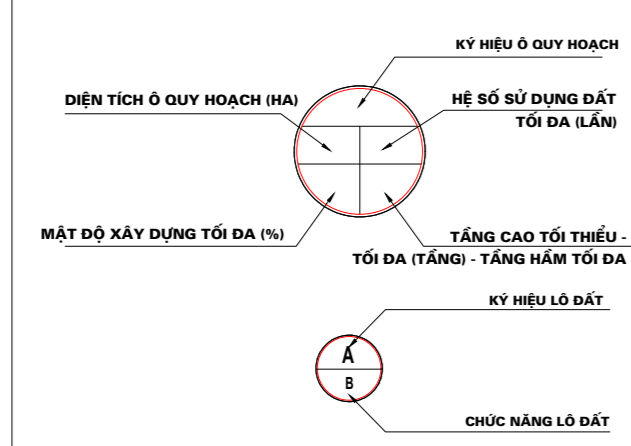 KÝ HIỆU Ô QUY HOẠCH
DIỆN TÍCH Ô QUY HOẠCH (HA)
HỆ SỐ SỬ DỤNG ĐẤT
TỐI ĐA (LẦN)
MẬT ĐỘ XÂY DỰNG TỐI ĐA (%)
TẦNG CAO TỐI THIỂU -
TỐI ĐA (TẦNG) - TẦNG HẦM TỐI ĐA
KÝ HIỆU LÔ ĐẤT
A
B
CHỨC NĂNG LÔ ĐẤT